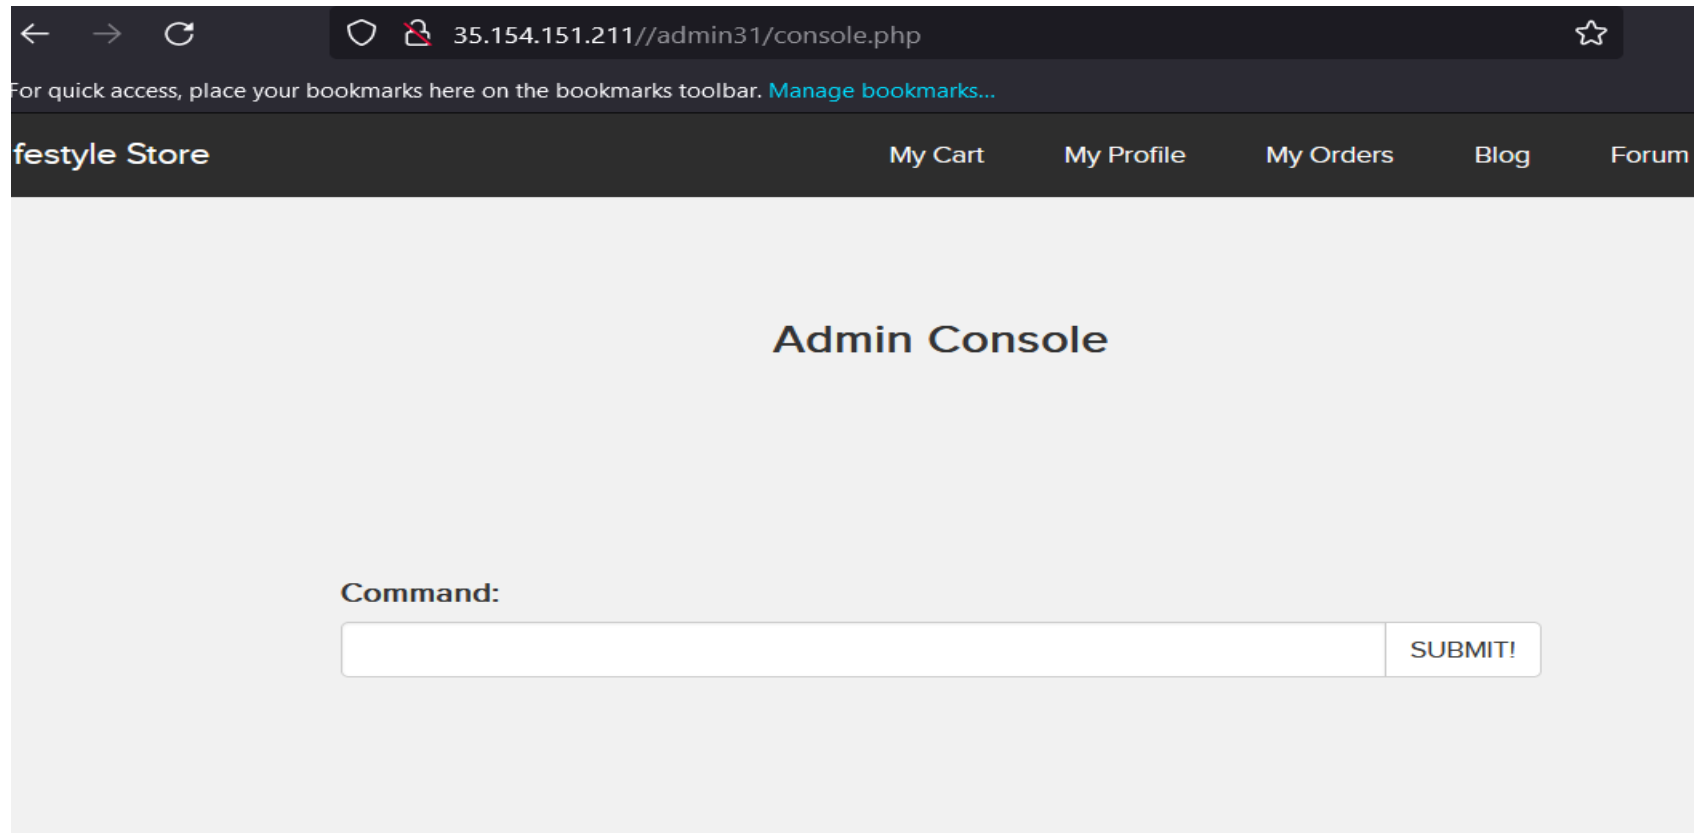 35.154.151.211//admin31/console.php
For quick access, place your bookmarks here on the bookmarks toolbar. Manage bookmarks...
festyle Store My Cart My Profile My Orders Blog Forum
Admin Console
Command:
SUBMIT!